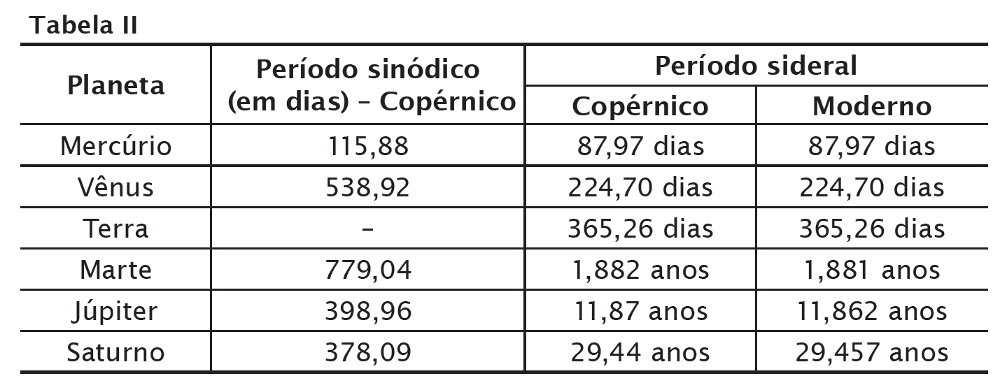 Tabela II
Planeta
Período sinódico
(em dias) – Copérnico
Período sideral
Copérnico Moderno
Mercúrio 115,88 87,97 dias 87,97 dias
Vênus 538,92 224,70 dias 224,70 dias
Terra – 365,26 dias 365,26 dias
Marte 779,04 1,882 anos 1,881 anos
Júpiter 398,96 11,87 anos 11,862 anos
Saturno 378,09 29,44 anos 29,457 anos